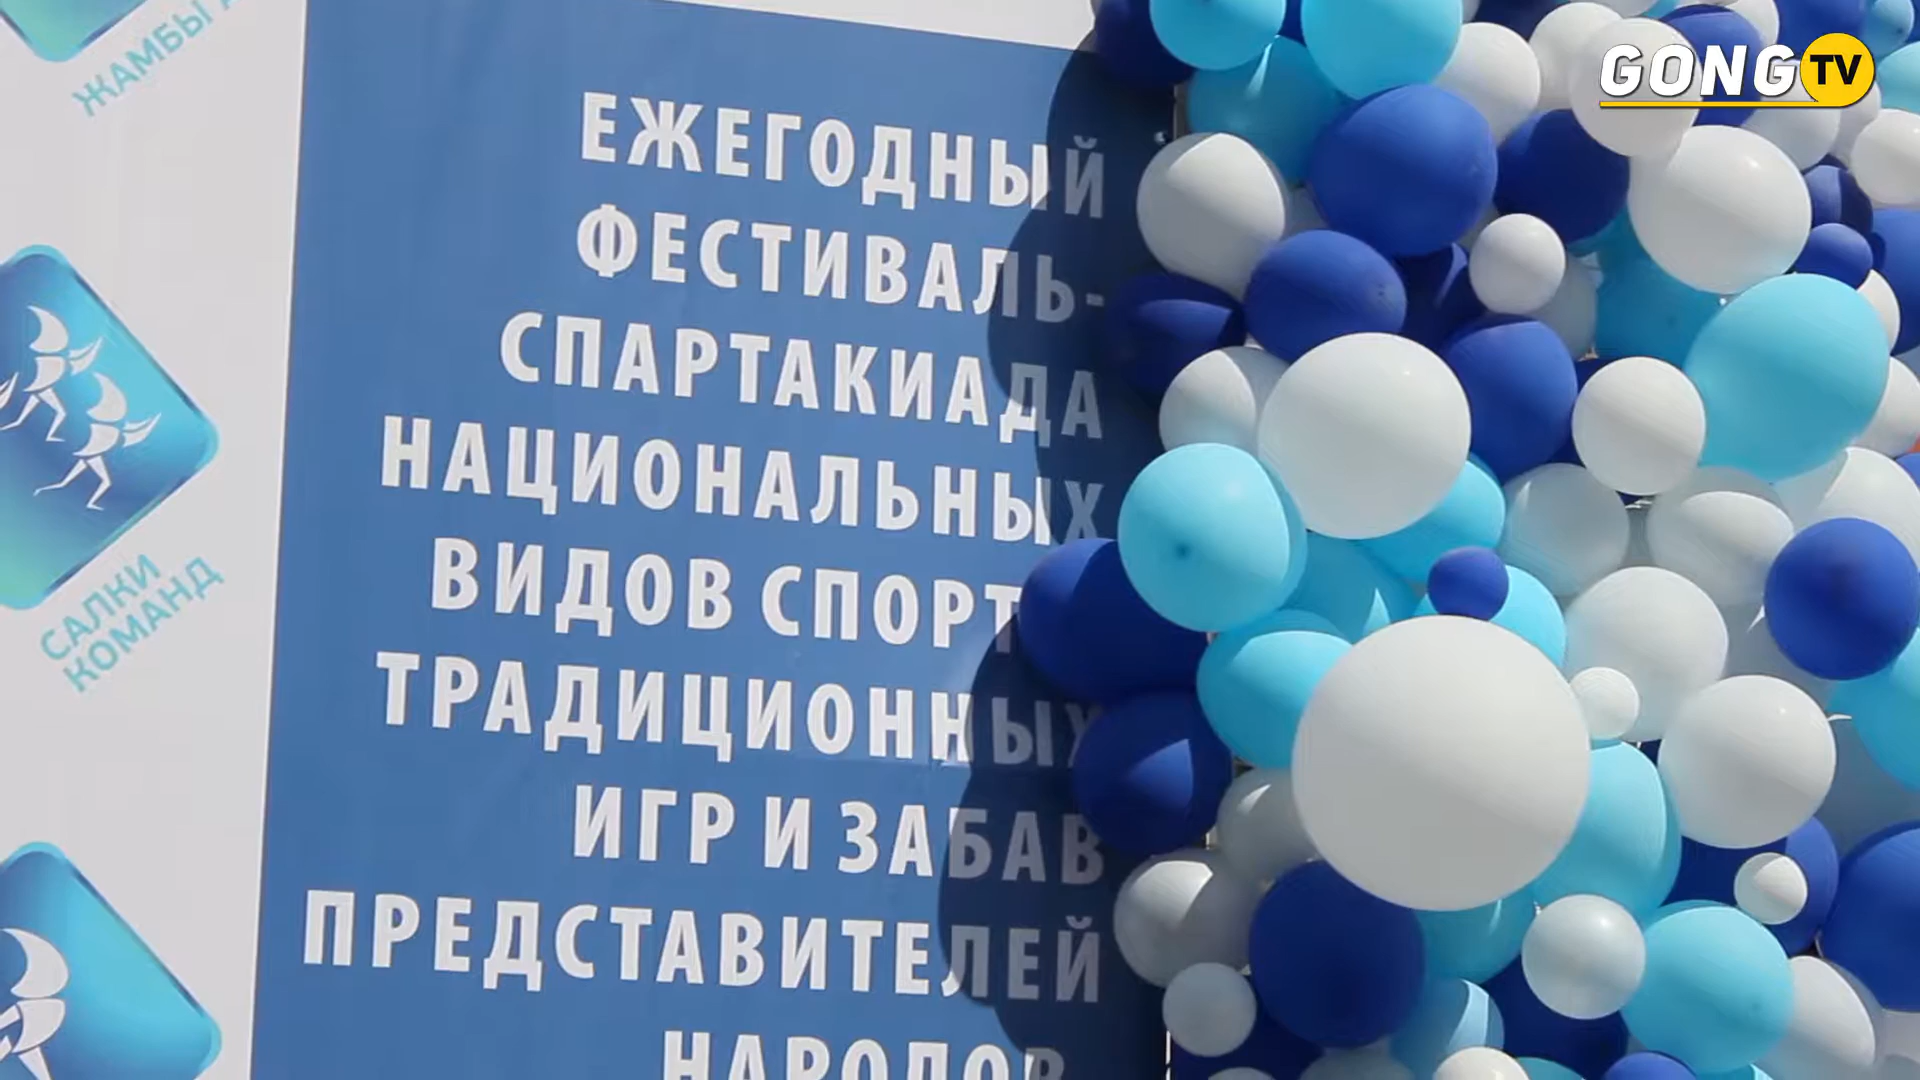 GONG TV
ЖАМБЫ
ЕЖЕГОДНЫЙ
ФЕСТИВАЛЬ-
СПАРТАКИАДА
НАЦИОНАЛЬНЫХ
ВИДОВ СПОРТ
ТРАДИЦИОННЫХ
ИГР И ЗАБАВ
ПРЕДСТАВИТЕЛЕЙ
НАРОДОВ
САЛКИ
КОМАНД